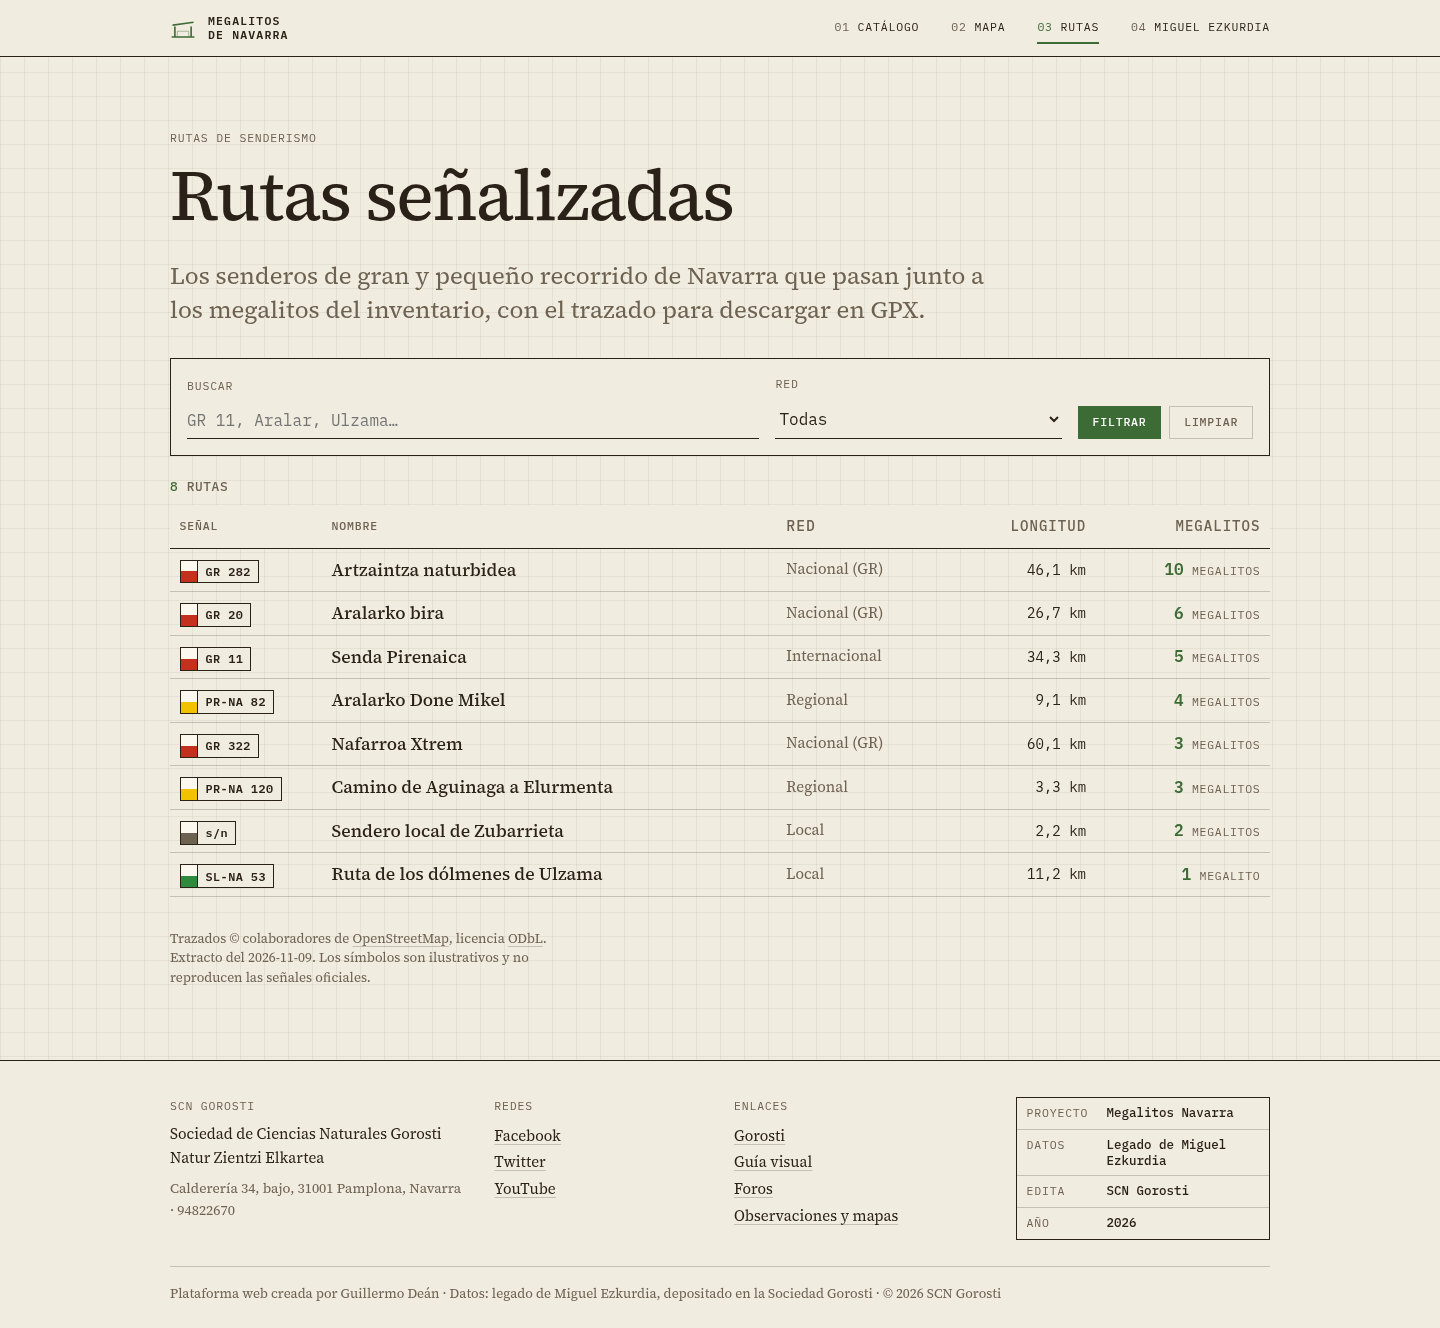 MEGALITOS
DE NAVARRA
01 CATÁLOGO 02 MAPA 03 RUTAS 04 MIGUEL EZKURDIA
RUTAS DE SENDERISMO
Rutas señalizadas
Los senderos de gran y pequeño recorrido de Navarra que pasan junto a
los megalitos del inventario, con el trazado para descargar en GPX.
BUSCAR RED
GR 11, Aralar, Ulzama… Todas FILTRAR LIMPIAR
8 RUTAS
SEÑAL NOMBRE RED LONGITUD MEGALITOS
GR 282 Artzaintza naturbidea Nacional (GR) 46,1 km 10 MEGALITOS
GR 20 Aralarko bira Nacional (GR) 26,7 km 6 MEGALITOS
GR 11 Senda Pirenaica Internacional 34,3 km 5 MEGALITOS
PR-NA 82 Aralarko Done Mikel Regional 9,1 km 4 MEGALITOS
GR 322 Nafarroa Xtrem Nacional (GR) 60,1 km 3 MEGALITOS
PR-NA 120 Camino de Aguinaga a Elurmenta Regional 3,3 km 3 MEGALITOS
s/n Sendero local de Zubarrieta Local 2,2 km 2 MEGALITOS
SL-NA 53 Ruta de los dólmenes de Ulzama Local 11,2 km 1 MEGALITO
Trazados © colaboradores de OpenStreetMap, licencia ODbL.
Extracto del 2026-11-09. Los símbolos son ilustrativos y no
reproducen las señales oficiales.
SCN GOROSTI
Sociedad de Ciencias Naturales Gorosti
Natur Zientzi Elkartea
Calderería 34, bajo, 31001 Pamplona, Navarra
· 94822670
REDES
Facebook
Twitter
YouTube
ENLACES
Gorosti
Guía visual
Foros
Observaciones y mapas
PROYECTO Megalitos Navarra
DATOS Legado de Miguel
Ezkurdia
EDITA SCN Gorosti
AÑO 2026
Plataforma web creada por Guillermo Deán · Datos: legado de Miguel Ezkurdia, depositado en la Sociedad Gorosti · © 2026 SCN Gorosti